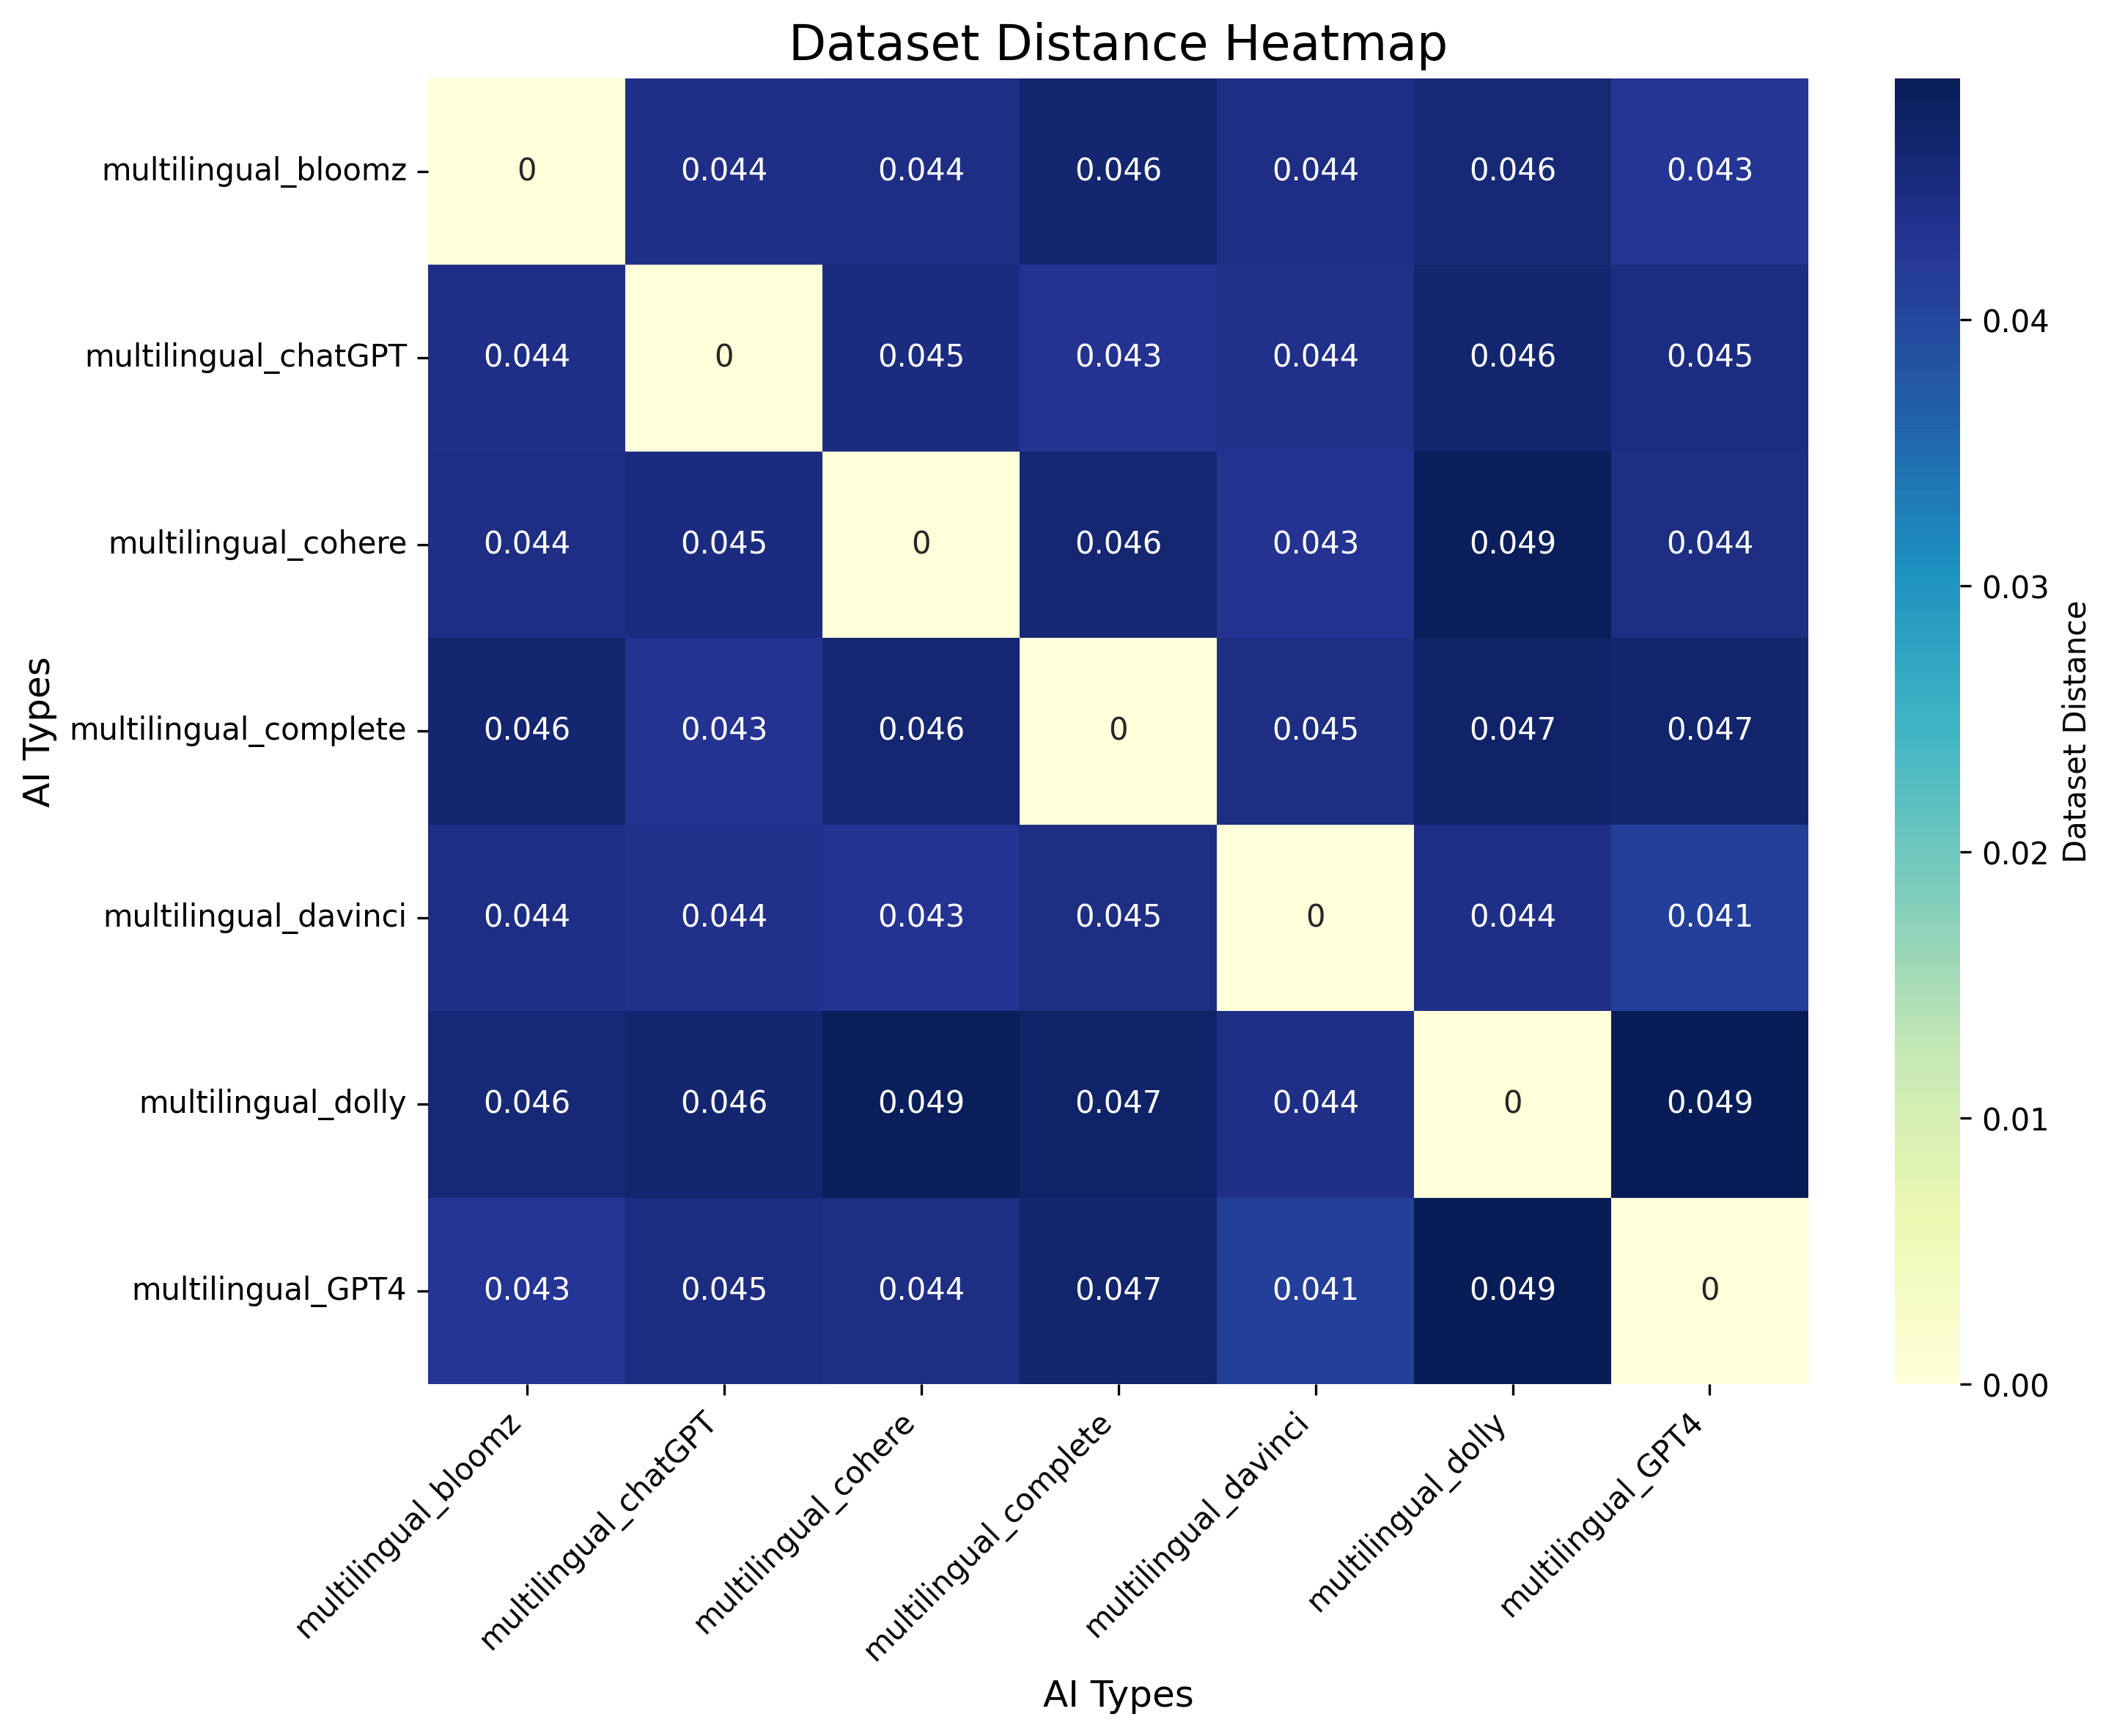 Dataset Distance Heatmap
multilingual_bloomz 0 0.044 0.044 0.046 0.044 0.046 0.043
multilingual_chatGPT 0.044 0 0.045 0.043 0.044 0.046 0.045
multilingual_cohere 0.044 0.045 0 0.046 0.043 0.049 0.044
multilingual_complete 0.046 0.043 0.046 0 0.045 0.047 0.047
multilingual_davinci 0.044 0.044 0.043 0.045 0 0.044 0.041
multilingual_dolly 0.046 0.046 0.049 0.047 0.044 0 0.049
multilingual_GPT4 0.043 0.045 0.044 0.047 0.041 0.049 0
AI Types
multilingual_bloomz
multilingual_chatGPT
multilingual_cohere
multilingual_complete
multilingual_davinci
multilingual_dolly
multilingual_GPT4
AI Types
0.04
0.03
0.02
0.01
0.00
Dataset Distance